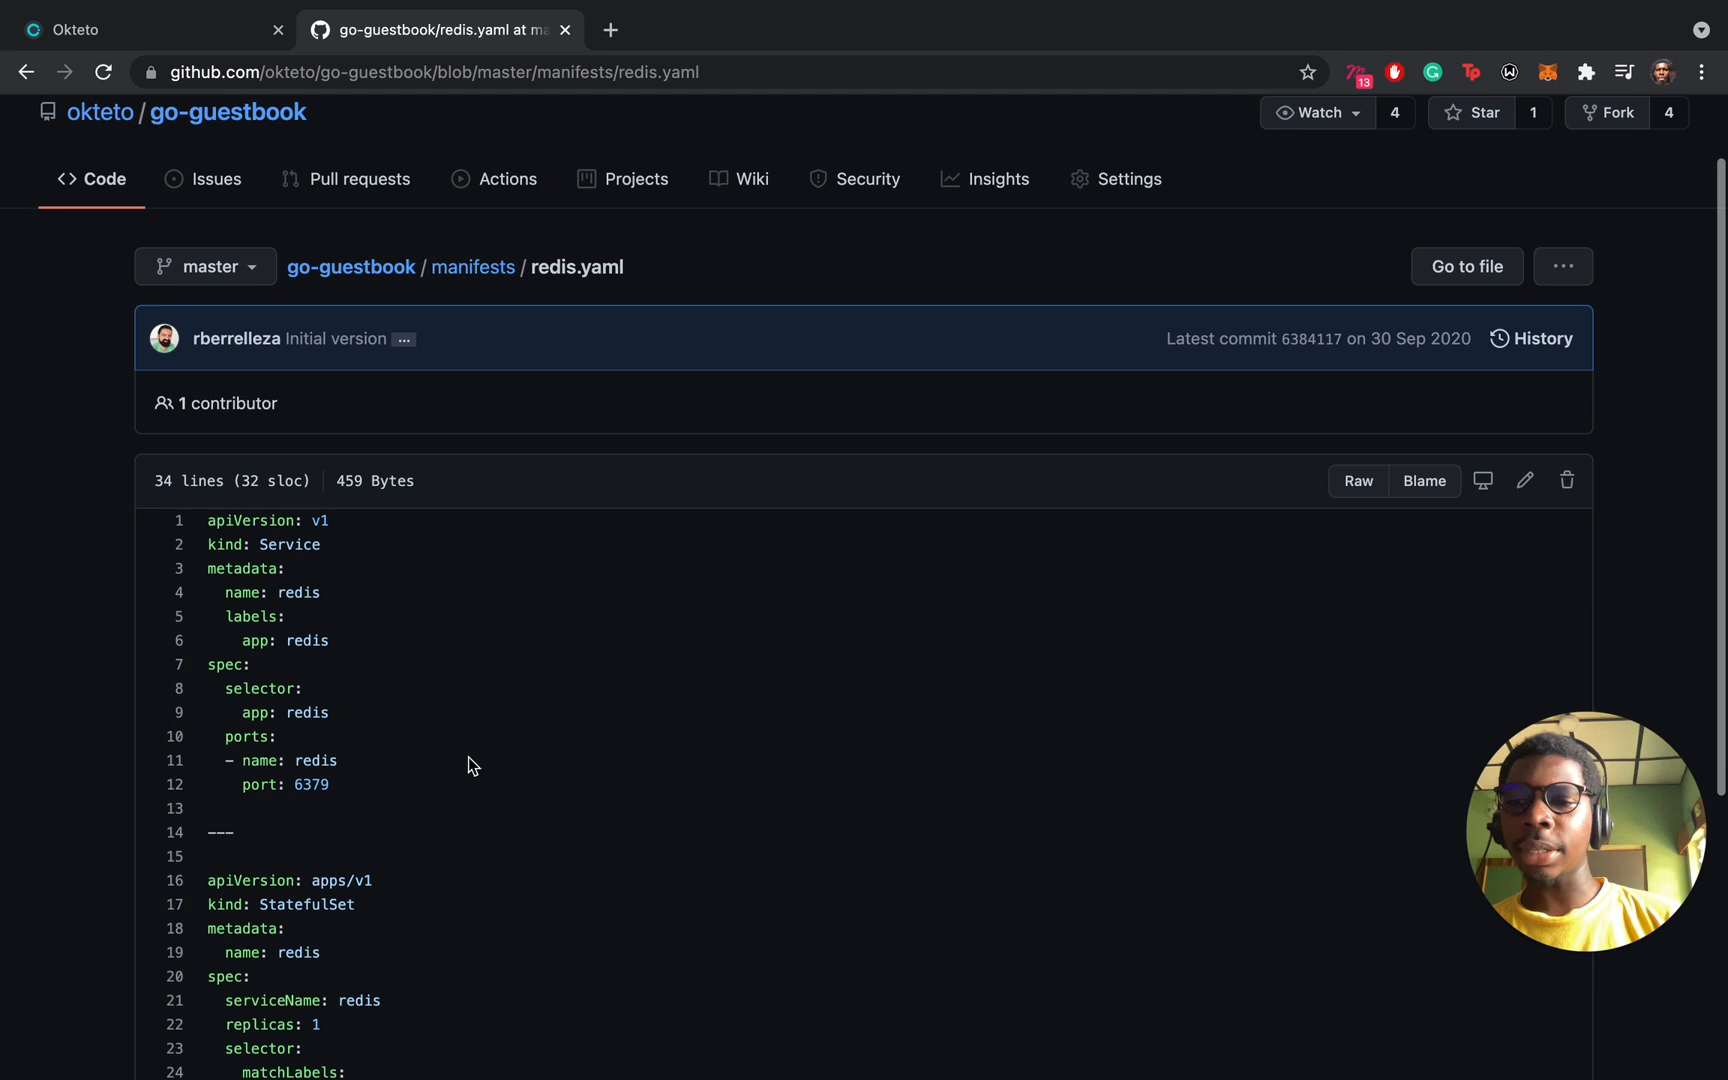 Okteto
go-guestbook/redis.yaml at ma
github.com/okteto/go-guestbook/blob/master/manifests/redis.yaml
13
okteto / go-guestbook
Watch 4 Star 1 Fork 4
Code Issues Pull requests Actions Projects Wiki Security Insights Settings
master go-guestbook / manifests / redis.yaml Go to file ...
rberrelleza Initial version ... Latest commit 6384117 on 30 Sep 2020 History
1 contributor
34 lines (32 sloc) 459 Bytes Raw Blame
1 apiVersion: v1
2 kind: Service
3 metadata:
4 name: redis
5 labels:
6 app: redis
7 spec:
8 selector:
9 app: redis
10 ports:
11 - name: redis
12 port: 6379
13
14 ---
15
16 apiVersion: apps/v1
17 kind: StatefulSet
18 metadata:
19 name: redis
20 spec:
21 serviceName: redis
22 replicas: 1
23 selector:
24 matchLabels: